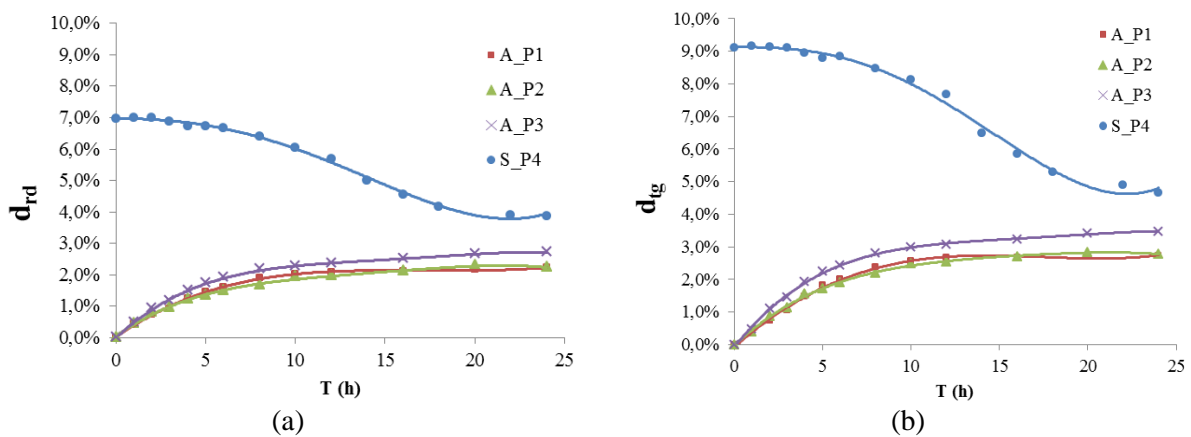 10,0%
9,0%
8,0%
7,0%
6,0%
5,0%
4,0%
3,0%
2,0%
1,0%
0,0%
d_rd
0 5 10 15 20 25
T (h)
A_P1
A_P2
A_P3
S_P4
(a)
10,0%
9,0%
8,0%
7,0%
6,0%
5,0%
4,0%
3,0%
2,0%
1,0%
0,0%
d_tg
0 5 10 15 20 25
T (h)
A_P1
A_P2
A_P3
S_P4
(b)